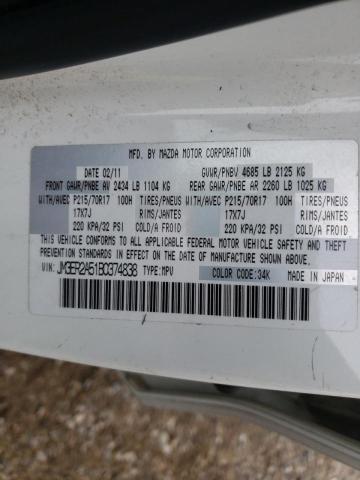 MFD. BY MAZDA MOTOR CORPORATION
DATE 02/11 GVWR/PNBV 4685 LB 2125 KG
FRONT GAWR/PNBE AV 2434 LB 1104 KG REAR GAWR/PNBE AR 2260 LB 1025 KG
WITH/AVEC P215/70R17 100H TIRES/PNEUS WITH/AVEC P215/70R17 100H TIRES/PNEUS
17X7J RIMS/JANTES 17X7J RIMS/JANTES
220 KPA/32 PSI COLD/A FROID 220 KPA/32 PSI COLD/A FROID
THIS VEHICLE CONFORMS TO ALL APPLICABLE FEDERAL MOTOR VEHICLE
SAFETY, BUMPER, AND THEFT PREVENTION STANDARDS IN EFFECT ON
THE DATE OF MANUFACTURE SHOWN ABOVE.
VIN: JM3ER2A51B0374838 TYPE: MPV COLOR CODE: 34K MADE IN JAPAN